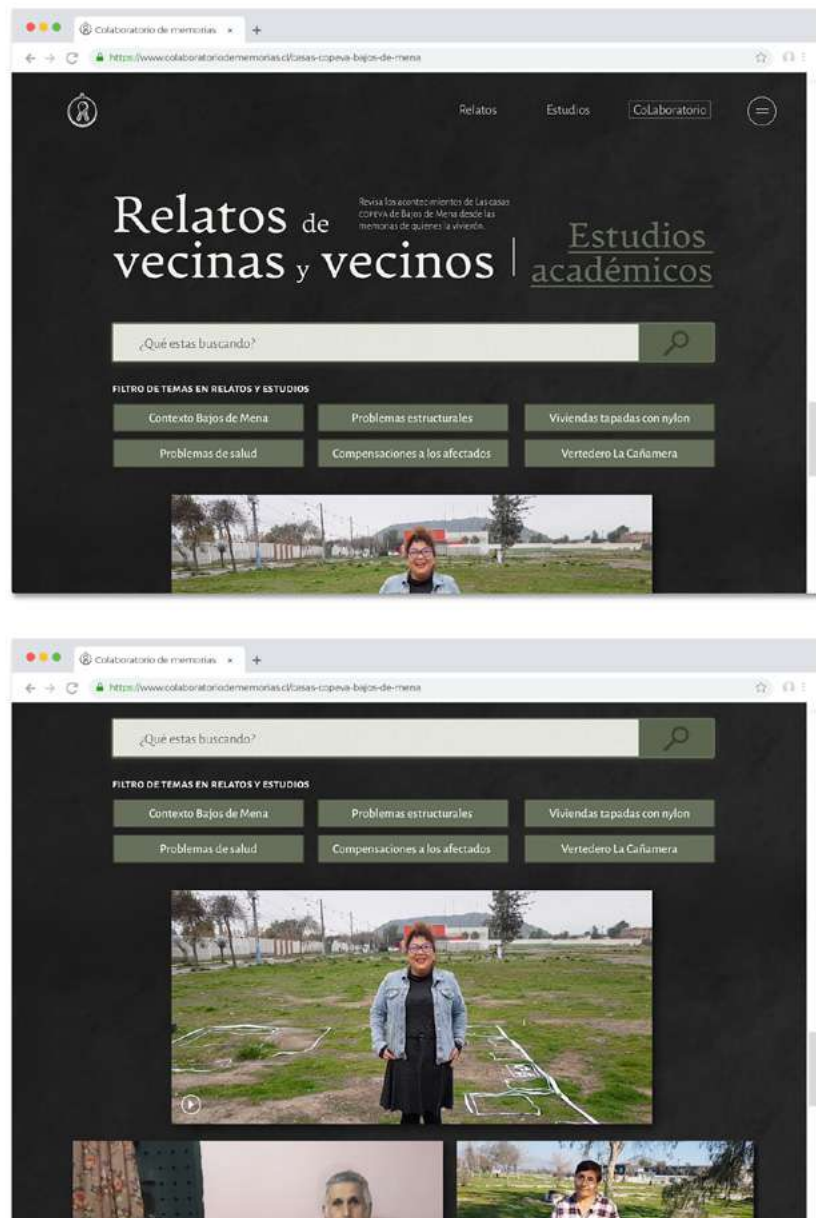 Colaboratorio de memorias × +
https://www.colaboratoriodememorias.cl/casas-copeva-bajos-de-mena
Relatos Estudios CoLaboratorio
Relatos de
vecinas y vecinos
Revisa los acontecimientos de Las casas
COPEVA de Bajos de Mena desde las
memorias de quienes la vivierón.
Estudios
académicos
¿Qué estas buscando?
FILTRO DE TEMAS EN RELATOS Y ESTUDIOS
Contexto Bajos de Mena Problemas estructurales Viviendas tapadas con nylon
Problemas de salud Compensaciones a los afectados Vertedero La Cañamera
Colaboratorio de memorias × +
https://www.colaboratoriodememorias.cl/casas-copeva-bajos-de-mena
¿Qué estas buscando?
FILTRO DE TEMAS EN RELATOS Y ESTUDIOS
Contexto Bajos de Mena Problemas estructurales Viviendas tapadas con nylon
Problemas de salud Compensaciones a los afectados Vertedero La Cañamera